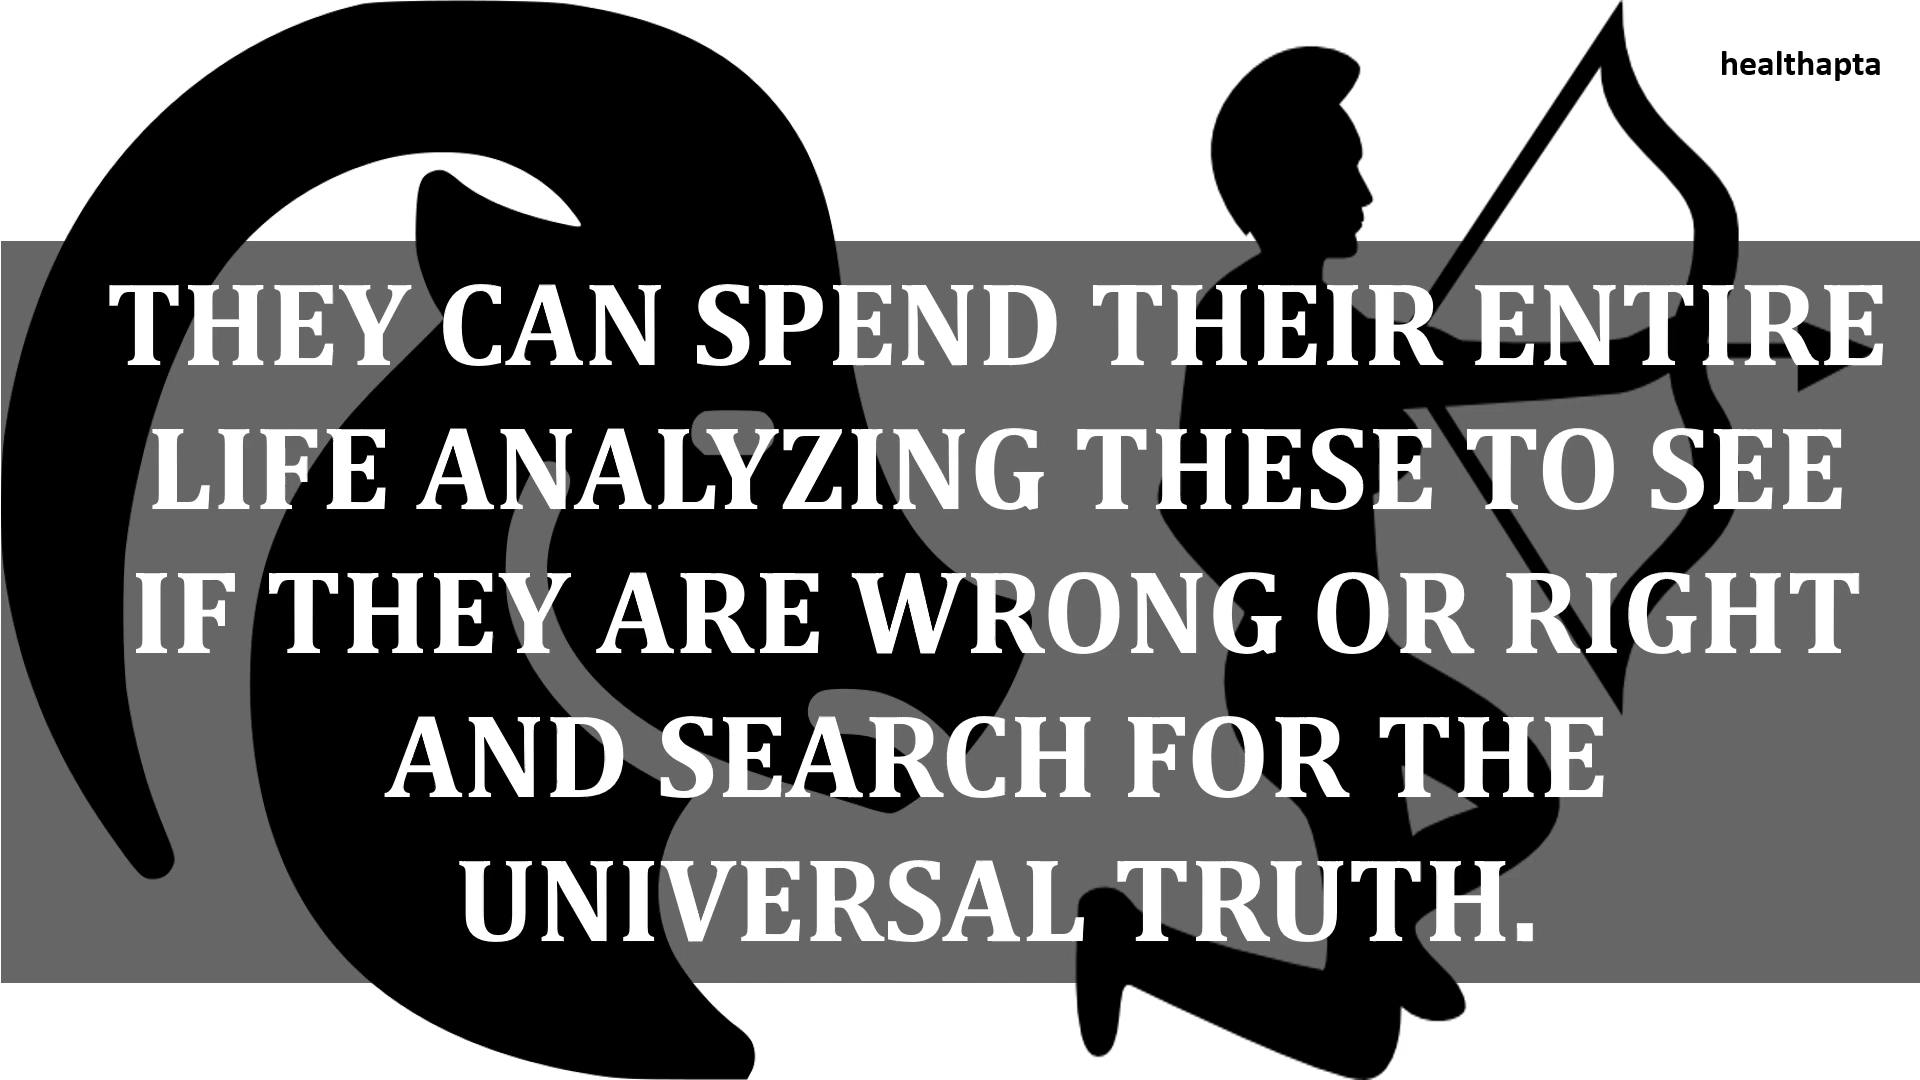 healthapta
THEY CAN SPEND THEIR ENTIRE
LIFE ANALYZING THESE TO SEE
IF THEY ARE WRONG OR RIGHT
AND SEARCH FOR THE
UNIVERSAL TRUTH.